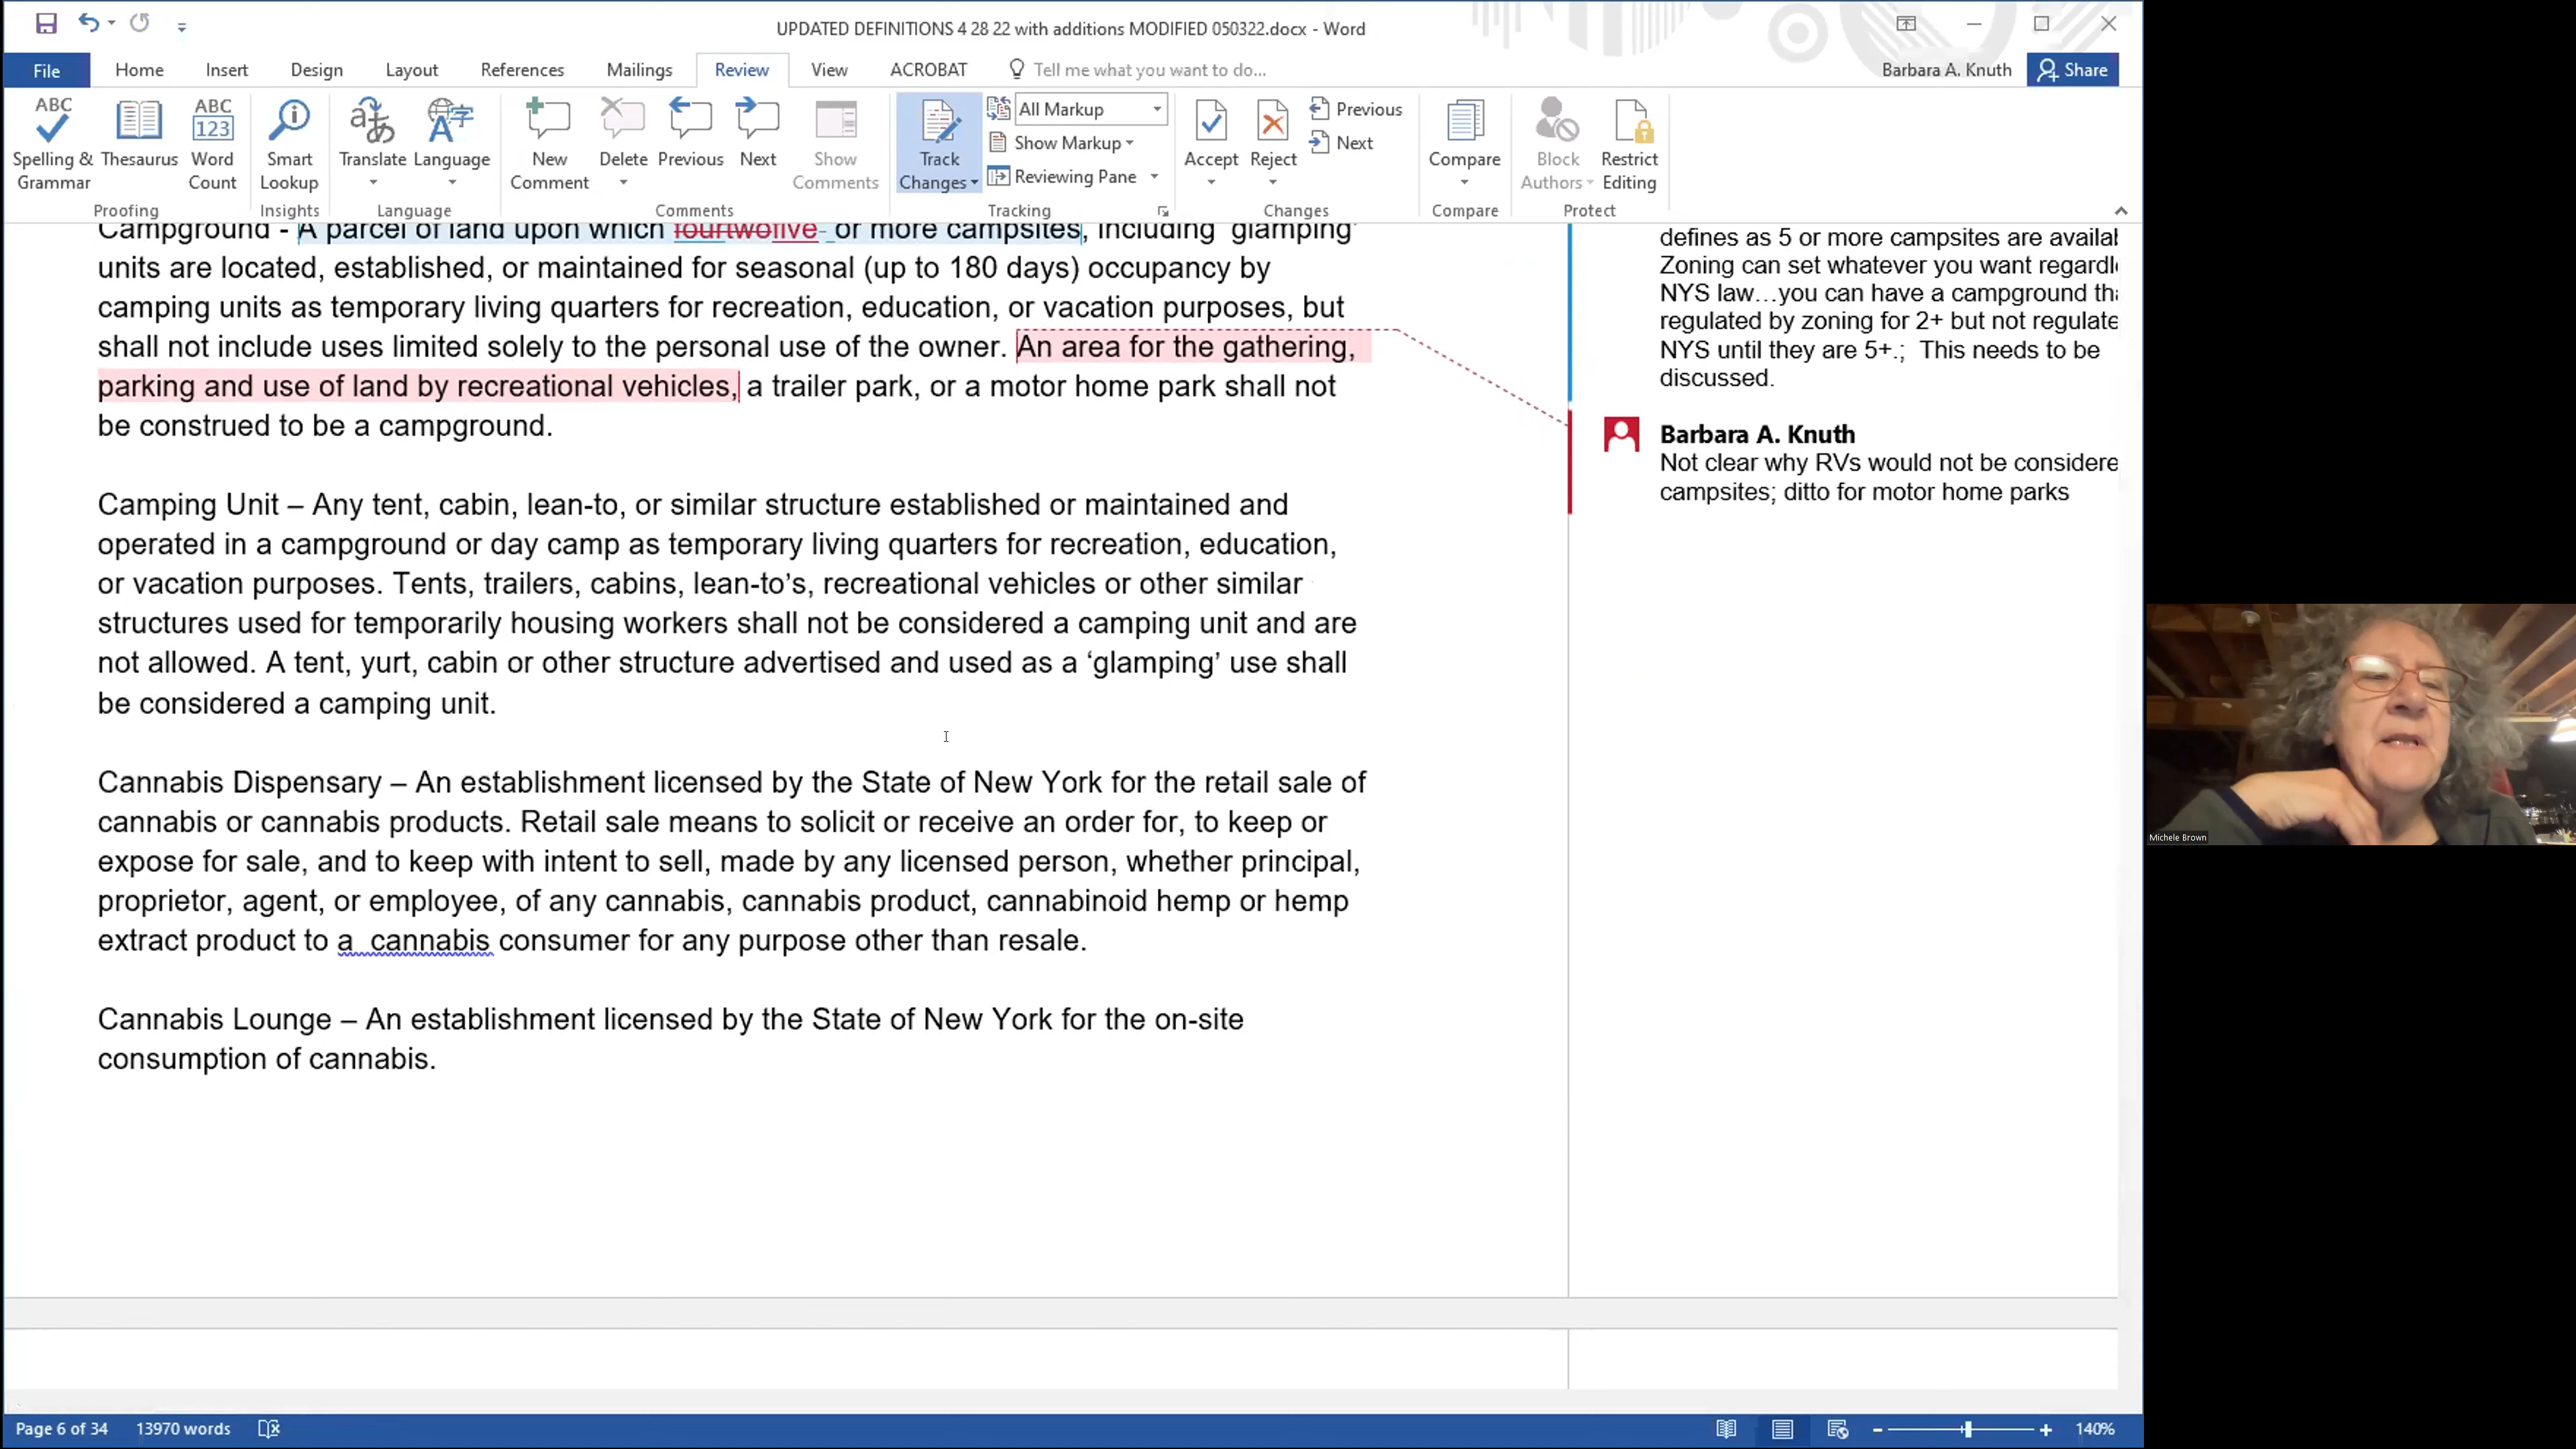 UPDATED DEFINITIONS 4 28 22 with additions MODIFIED 050322.docx - Word
File Home Insert Design Layout References Mailings Review View ACROBAT Tell me what you want to do... Barbara A. Knuth Share
ABC ABC 123
Spelling & Grammar Thesaurus Word Count Smart Lookup Translate Language New Comment Delete Previous Next Show Comments Track Changes
All Markup
Show Markup
Reviewing Pane
Accept Reject Previous Next Compare Block Authors Restrict Editing
Proofing Insights Language Comments Tracking Changes Compare Protect
Campground - A parcel of land upon which fourtwofive or more campsites, including 'glamping'
units are located, established, or maintained for seasonal (up to 180 days) occupancy by
camping units as temporary living quarters for recreation, education, or vacation purposes, but
shall not include uses limited solely to the personal use of the owner. An area for the gathering,
parking and use of land by recreational vehicles, a trailer park, or a motor home park shall not
be construed to be a campground.
Camping Unit – Any tent, cabin, lean-to, or similar structure established or maintained and
operated in a campground or day camp as temporary living quarters for recreation, education,
or vacation purposes. Tents, trailers, cabins, lean-to’s, recreational vehicles or other similar
structures used for temporarily housing workers shall not be considered a camping unit and are
not allowed. A tent, yurt, cabin or other structure advertised and used as a ‘glamping’ use shall
be considered a camping unit.
Cannabis Dispensary – An establishment licensed by the State of New York for the retail sale of
cannabis or cannabis products. Retail sale means to solicit or receive an order for, to keep or
expose for sale, and to keep with intent to sell, made by any licensed person, whether principal,
proprietor, agent, or employee, of any cannabis, cannabis product, cannabinoid hemp or hemp
extract product to a  cannabis consumer for any purpose other than resale.
Cannabis Lounge – An establishment licensed by the State of New York for the on-site
consumption of cannabis.
defines as 5 or more campsites are availab
Zoning can set whatever you want regardl
NYS law…you can have a campground tha
regulated by zoning for 2+ but not regulate
NYS until they are 5+.;  This needs to be
discussed.
Barbara A. Knuth
Not clear why RVs would not be considere
campsites; ditto for motor home parks
Michele Brown
Page 6 of 34 13970 words 140%